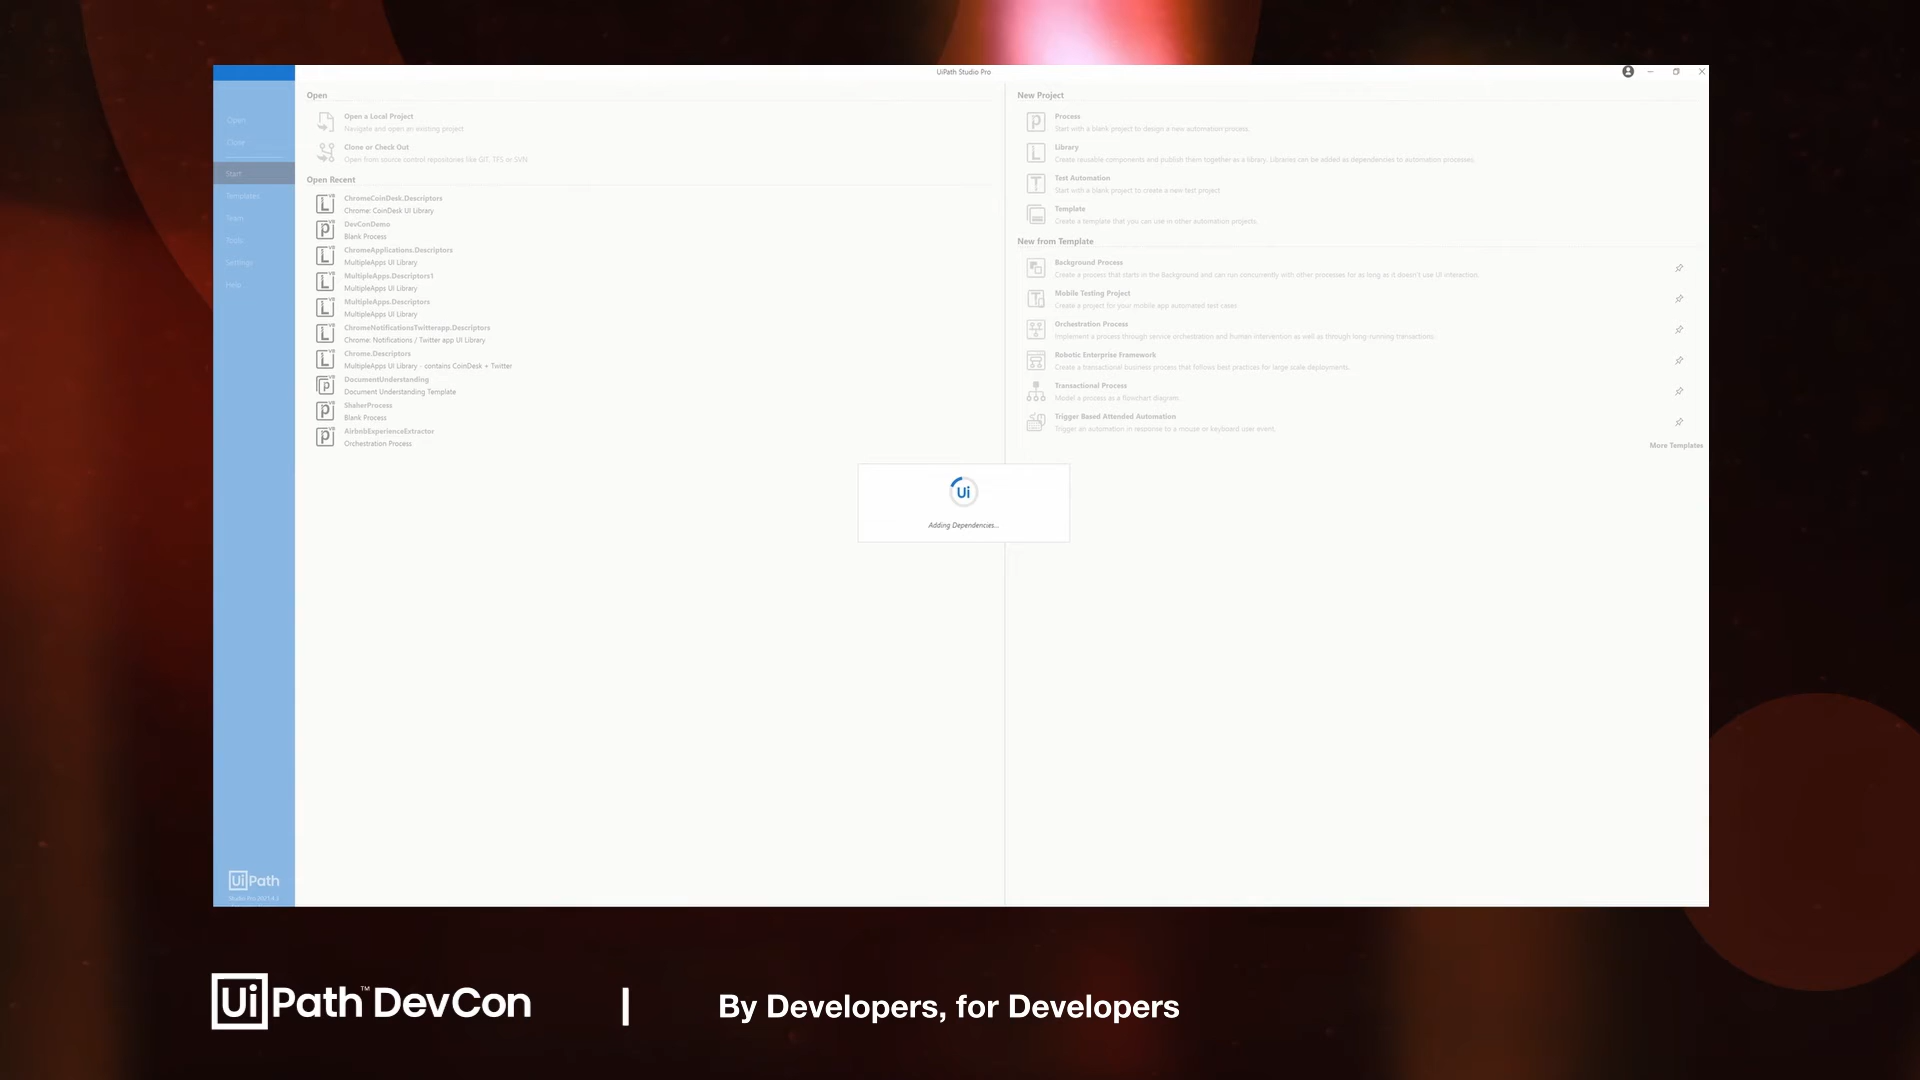 UiPath Studio Pro
Open
Close
Start
Templates
Team
Tools
Settings
Help
UiPath
Open
Open a Local Project
Navigate and open an existing project
Clone or Check Out
Open from source control repositories like GIT, TFS or SVN
Open Recent
ChromeCoinDesk.Descriptors
Chrome: CoinDesk UI Library
DevConDemo
Blank Process
ChromeApplications.Descriptors
MultipleApps UI Library
MultipleApps.Descriptors1
MultipleApps UI Library
MultipleApps.Descriptors
MultipleApps UI Library
ChromeNotificationsTwitterapp.Descriptors
Chrome: Notifications / Twitter app UI Library
Chrome.Descriptors
MultipleApps UI Library - contains CoinDesk + Twitter
DocumentUnderstanding
Document Understanding Template
ShaherProcess
Blank Process
AirbnbExperienceExtractor
Orchestration Process
New Project
Process
Start with a blank project to design a new automation process.
Library
Create reusable components and publish them together as a library. Libraries can be added as dependencies to automation processes.
Test Automation
Start with a blank project to create a new test project
Template
Create a template that you can use in other automation projects.
New from Template
Background Process
Create a process that starts in the Background and can run concurrently with other processes for as long as it doesn't use UI interaction.
Mobile Testing Project
Create a project for your mobile app automated test cases
Orchestration Process
Implement a process through service orchestration and human intervention as well as through long-running transactions.
Robotic Enterprise Framework
Create a transactional business process that follows best practices for large scale deployments.
Transactional Process
Model a process as a flowchart diagram.
Trigger Based Attended Automation
Trigger an automation in response to a mouse or keyboard user event.
More Templates
Ui
Adding Dependencies...
UiPath™ DevCon | By Developers, for Developers